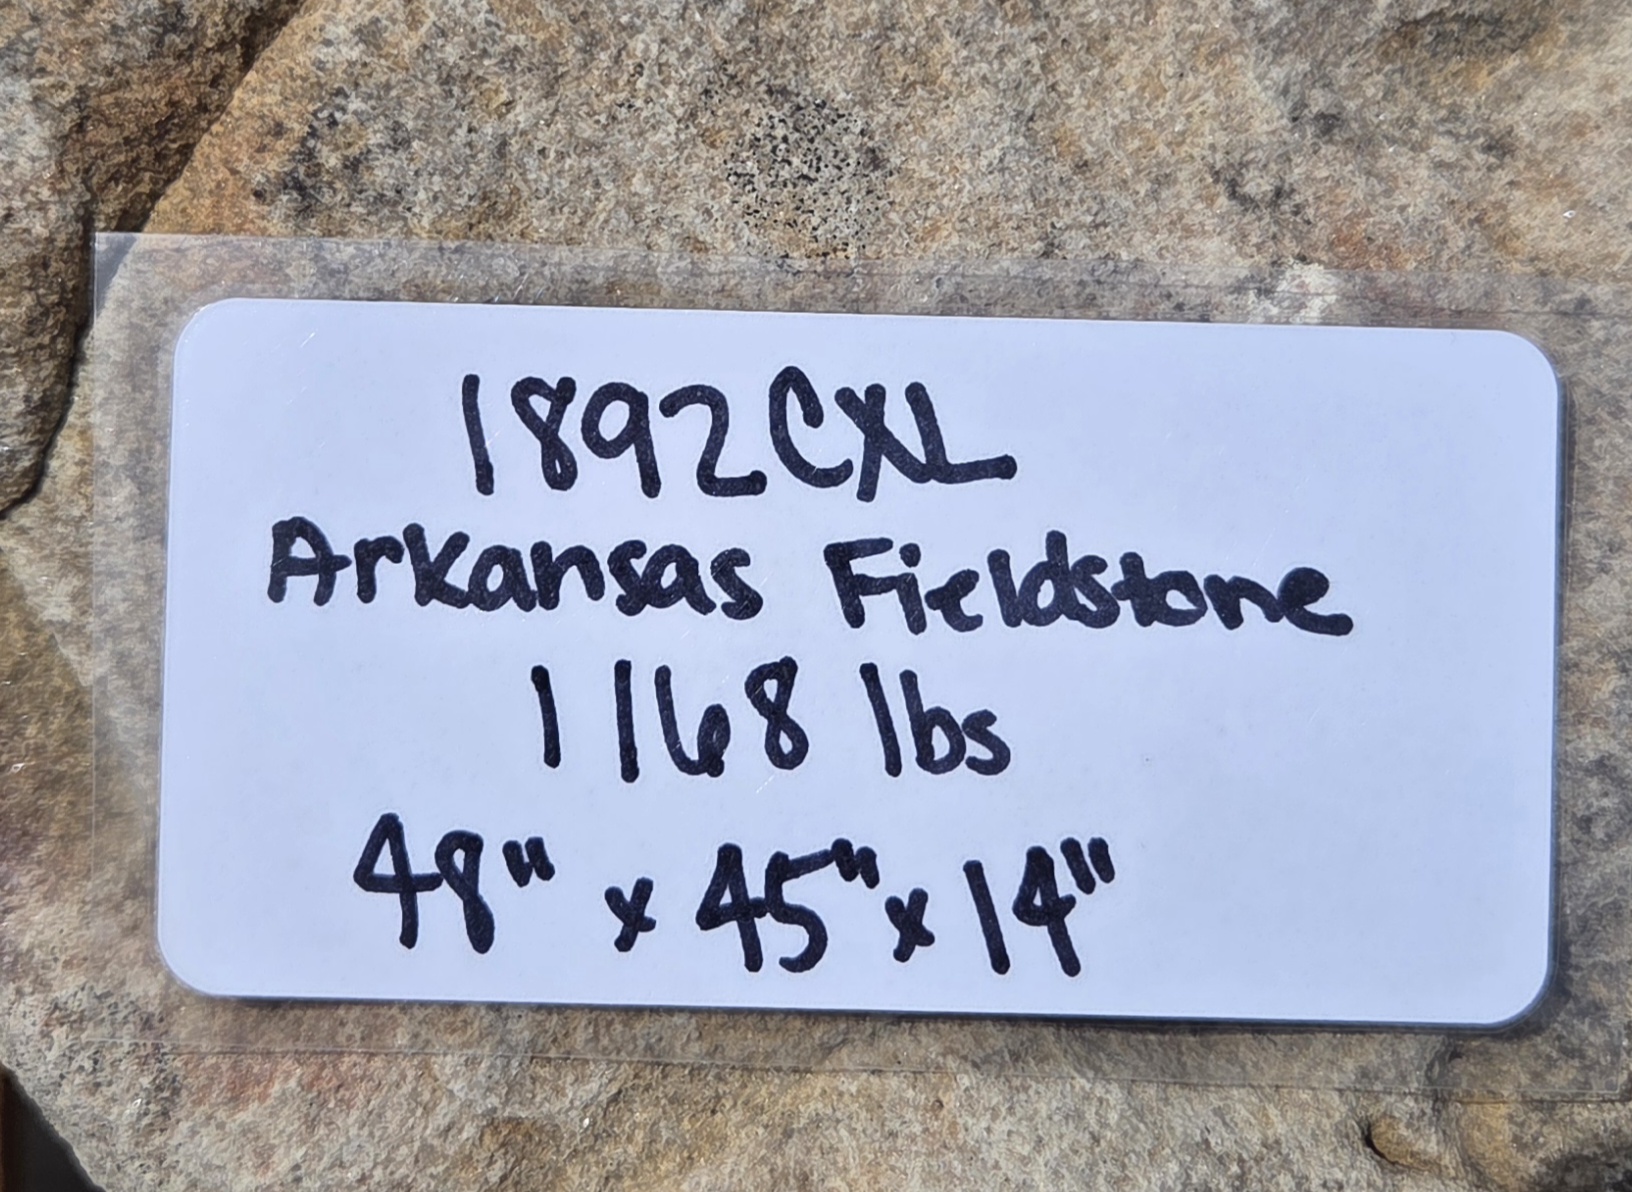 1892CXL
Arkansas Fieldstone
1168 lbs
48" x 45" x 14"